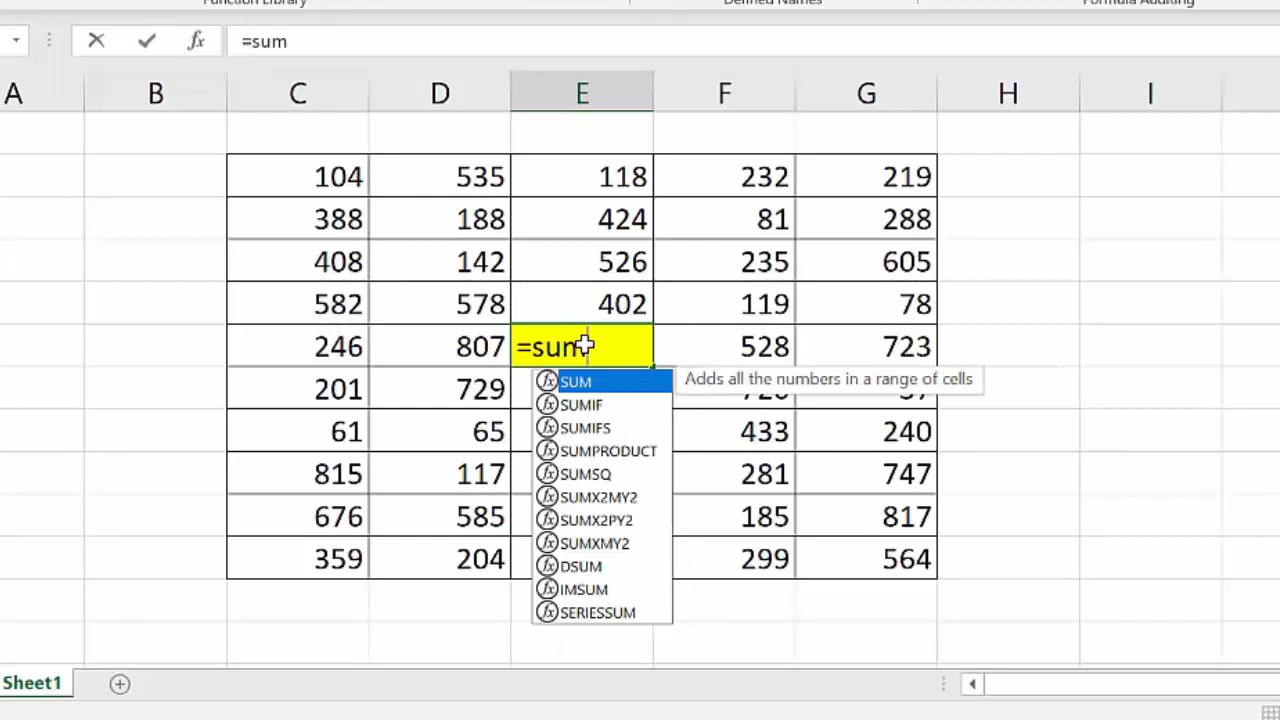 Function Library Defined Names Formula Auditing
=sum
A B C D E F G H I
104 535 118 232 219
388 188 424 81 288
408 142 526 235 605
582 578 402 119 78
246 807 =sum 528 723
201 729
SUM Adds all the numbers in a range of cells
SUMIF
61 65 433 240
SUMIFS
SUMPRODUCT
815 117 281 747
SUMSQ
SUMX2MY2
676 585 185 817
SUMX2PY2
SUMXMY2
359 204 299 564
DSUM
IMSUM
SERIESSUM
Sheet1